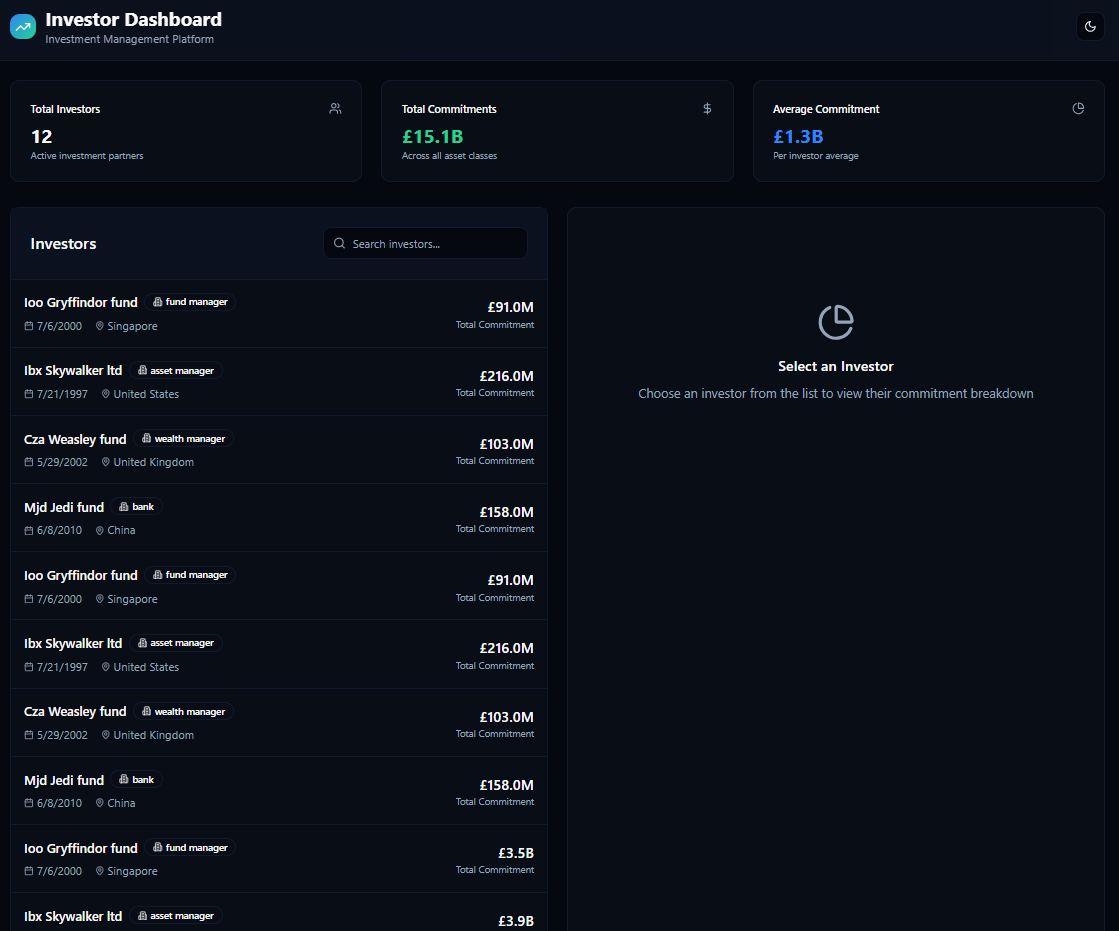 Investor Dashboard
Investment Management Platform
Total Investors
12
Active investment partners
Total Commitments
£15.1B
Across all asset classes
Average Commitment
£1.3B
Per investor average
Investors
Search investors...
Ioo Gryffindor fund fund manager
£91.0M
7/6/2000 Singapore
Total Commitment
Ibx Skywalker ltd asset manager
£216.0M
7/21/1997 United States
Total Commitment
Cza Weasley fund wealth manager
£103.0M
5/29/2002 United Kingdom
Total Commitment
Mjd Jedi fund bank
£158.0M
6/8/2010 China
Total Commitment
Ioo Gryffindor fund fund manager
£91.0M
7/6/2000 Singapore
Total Commitment
Ibx Skywalker ltd asset manager
£216.0M
7/21/1997 United States
Total Commitment
Cza Weasley fund wealth manager
£103.0M
5/29/2002 United Kingdom
Total Commitment
Mjd Jedi fund bank
£158.0M
6/8/2010 China
Total Commitment
Ioo Gryffindor fund fund manager
£3.5B
7/6/2000 Singapore
Total Commitment
Ibx Skywalker ltd asset manager
£3.9B
Select an Investor
Choose an investor from the list to view their commitment breakdown